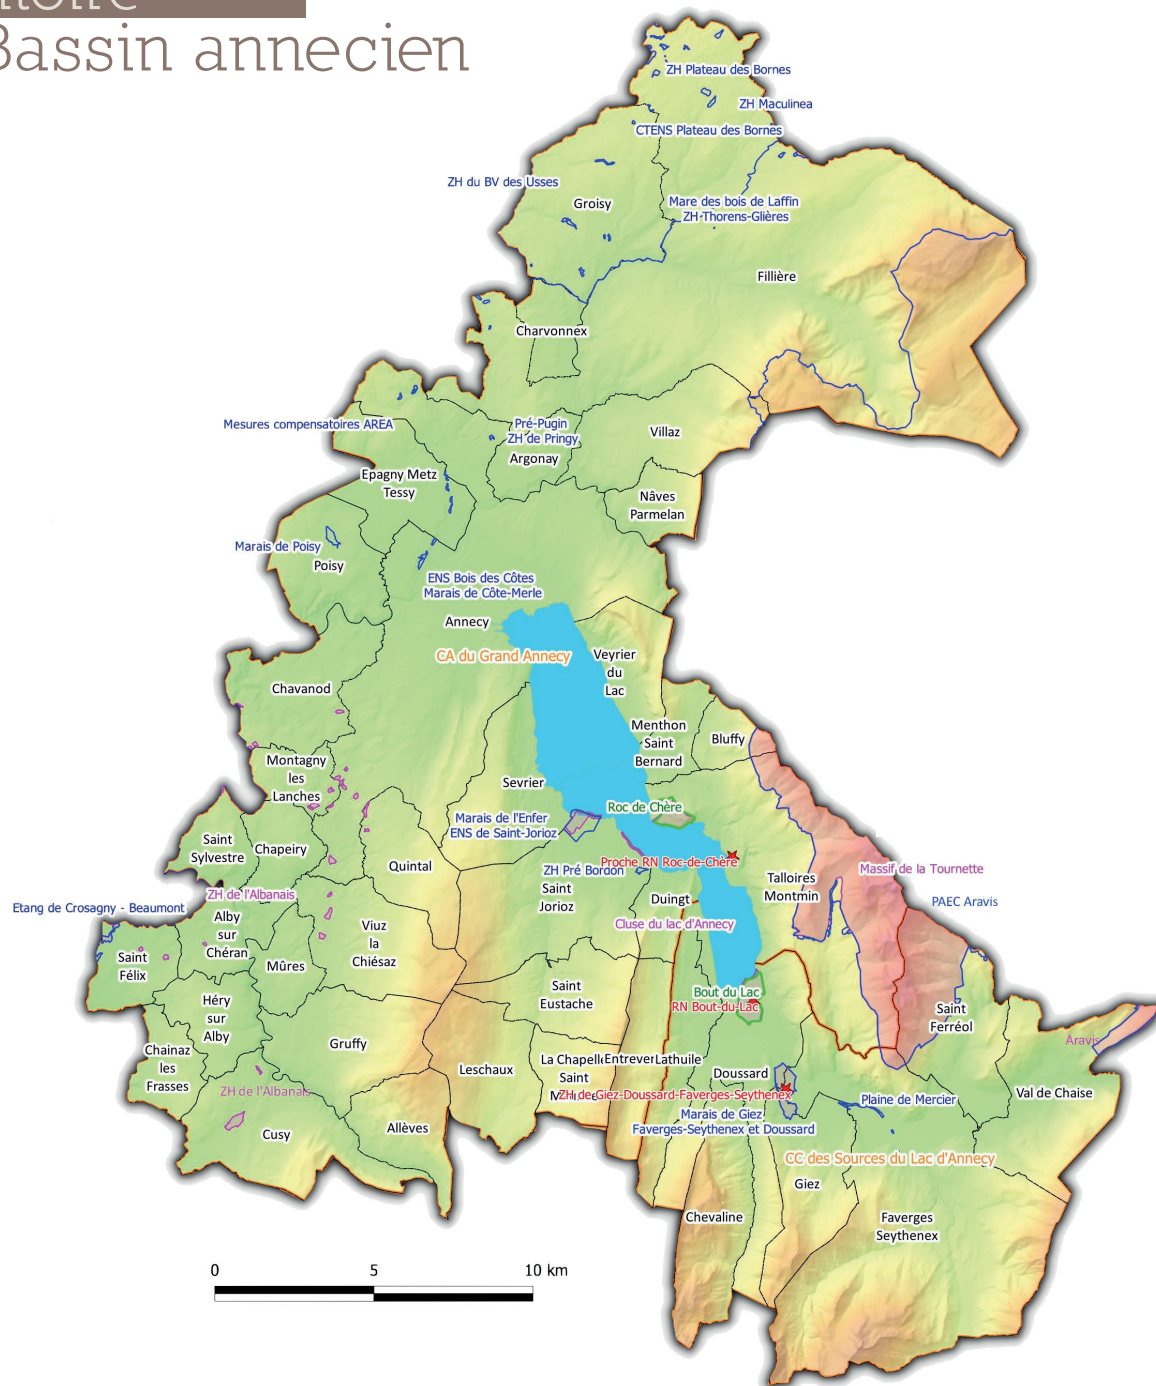 Bassin annecien
ZH Plateau des Bornes
ZH Maculinea
CTENS Plateau des Bornes
ZH du BV des Usses
Groisy
Mare des bois de Laffin
ZH Thorens-Glières
Fillière
Charvonnex
Mesures compensatoires AREA
Pré-Pugin
ZH de Pringy
Argonay
Villaz
Epagny Metz
Tessy
Nâves
Parmelan
Marais de Poisy
Poisy
ENS Bois des Côtes
Marais de Côte-Merle
Annecy
CA du Grand Annecy
Veyrier
du
Lac
Chavanod
Menthon
Saint
Bernard
Bluffy
Montagny
les
Lanches
Sevrier
Roc de Chère
Marais de l'Enfer
ENS de Saint-Jorioz
Saint
Sylvestre
Chapeiry
Quintal
Proche RN Roc-de-Chère
ZH Pré Bordon
Massif de la Tournette
Talloires
Montmin
ZH de l'Albanais
Saint
Jorioz
Duingt
PAEC Aravis
Etang de Crosagny - Beaumont
Alby
sur
Chéran
Viuz
la
Chiésaz
Cluse du lac d'Annecy
Saint
Félix
Mûres
Saint
Eustache
Bout du Lac
RN Bout-du-Lac
Héry
sur
Alby
Saint
Ferréol
Gruffy
Aravis
Chainaz
les
Frasses
Leschaux
La Chapelle
Saint
Entrever
Lathuile
Doussard
ZH de l'Albanais
ZH de Giez-Doussard-Faverges-Seythenex
Val de Chaise
Plaine de Mercier
Marais de Giez
Faverges-Seythenex et Doussard
Allèves
Cusy
CC des Sources du Lac d'Annecy
Giez
Chevaline
Faverges
Seythenex
0 5 10 km